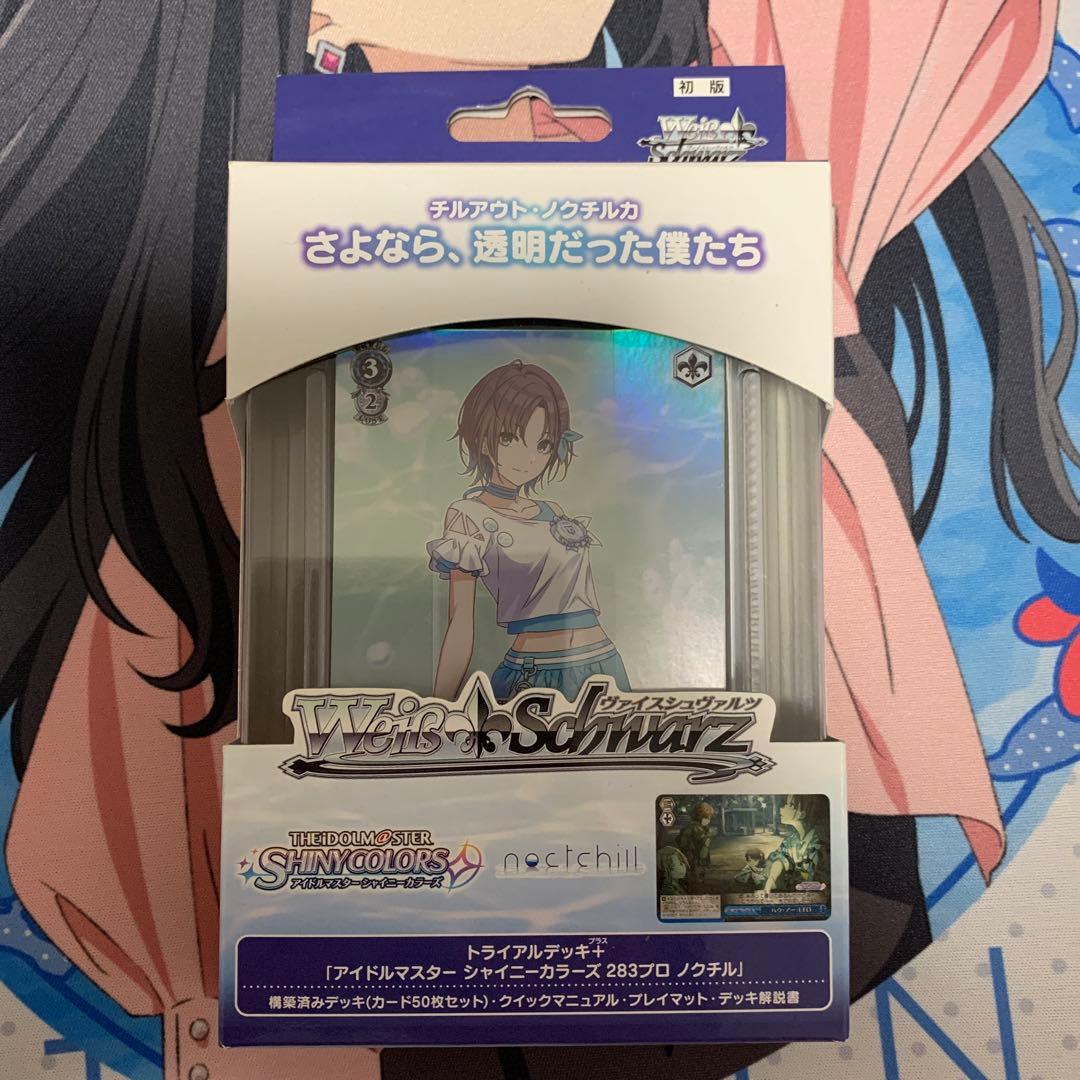 初 版
Weiß
Schwarz
チルアウト・ノクチルカ
さよなら、透明だった僕たち
3
2
COST
ヴァイスシュヴァルツ
Weiß Schwarz
THE iDOLM@STER
SHINY COLORS
アイドルマスター シャイニーカラーズ
noctchill
プラス
トライアルデッキ+
「アイドルマスター シャイニーカラーズ 283プロ ノクチル」
構築済みデッキ(カード50枚セット)・クイックマニュアル・プレイマット・デッキ解説書